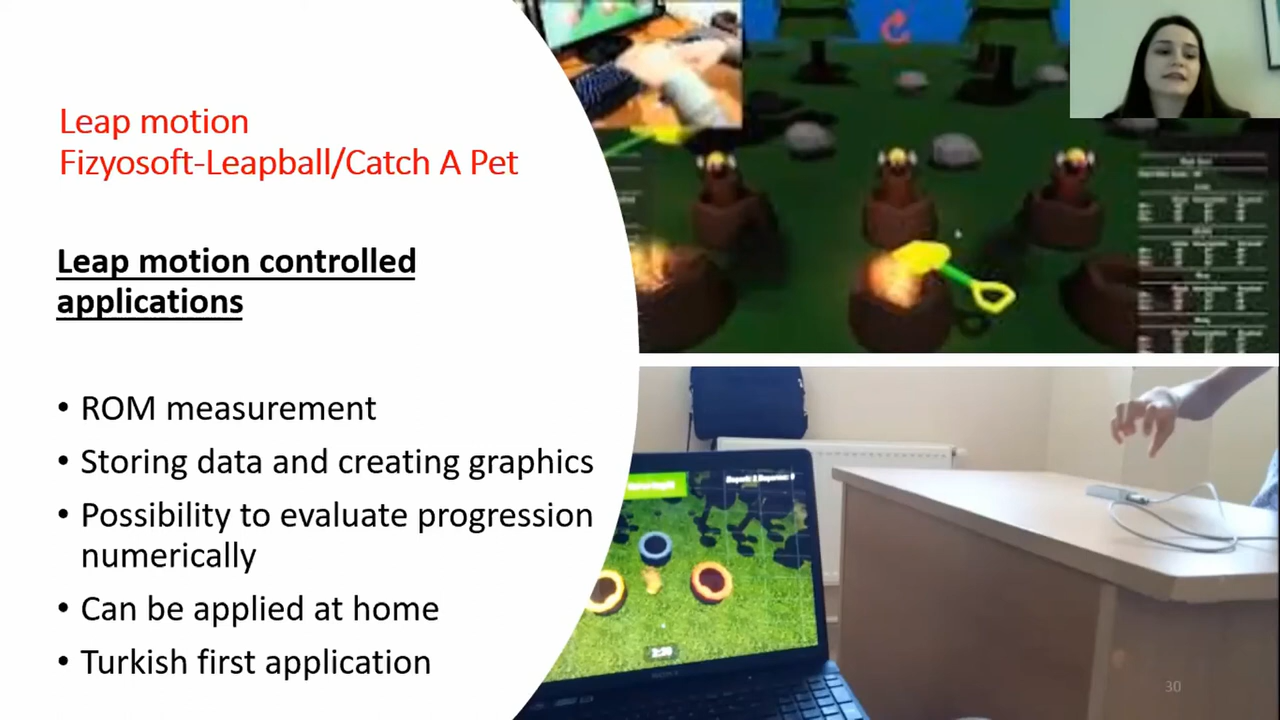 Leap motion
Fizyosoft-Leapball/Catch A Pet
Leap motion controlled
applications
• ROM measurement
• Storing data and creating graphics
• Possibility to evaluate progression
numerically
• Can be applied at home
• Turkish first application
SONY
30